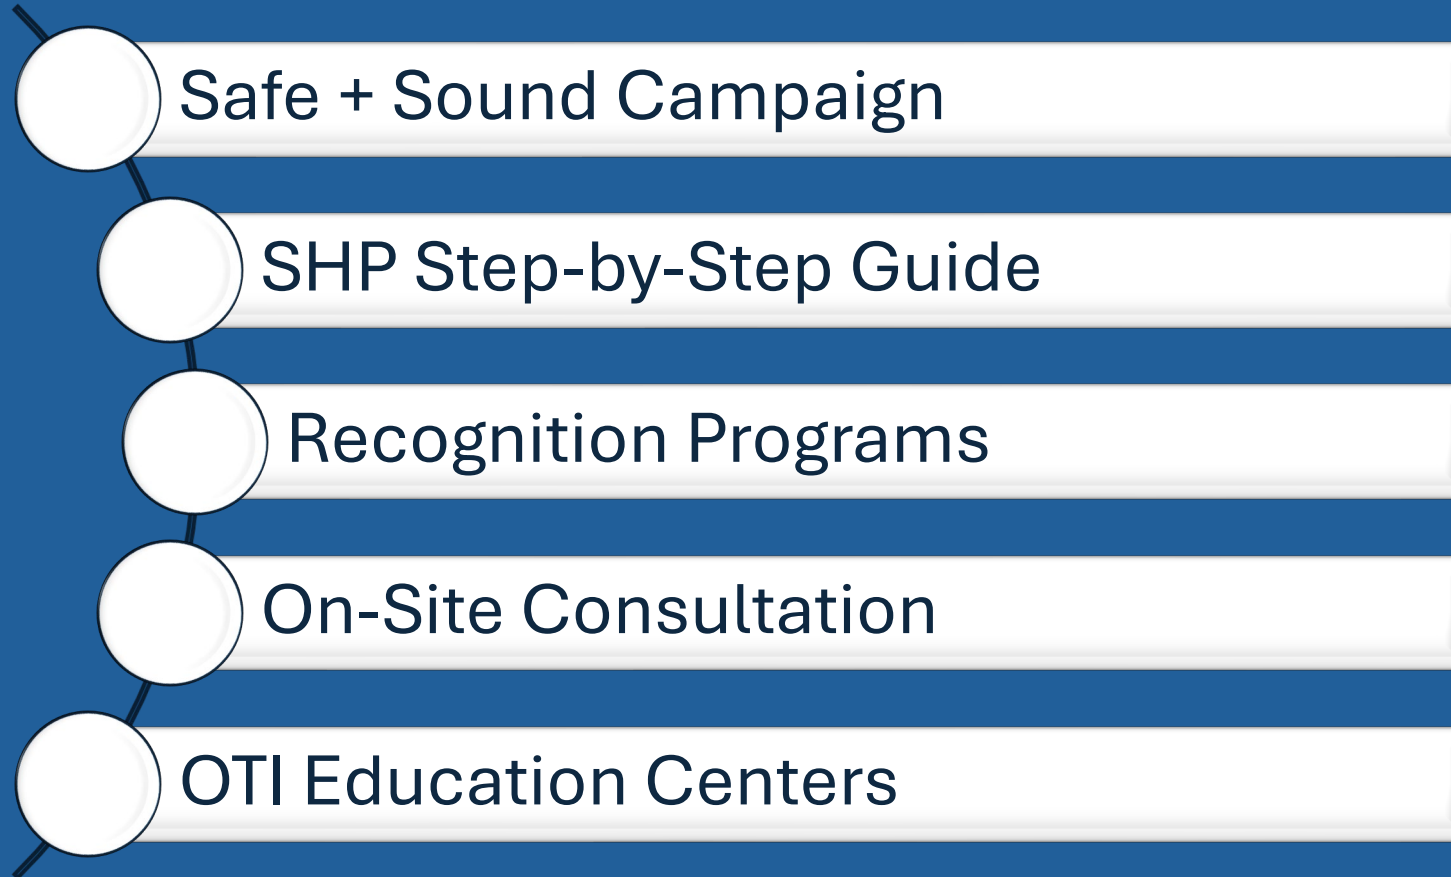 Safe + Sound Campaign
SHP Step-by-Step Guide
Recognition Programs
On-Site Consultation
OTI Education Centers